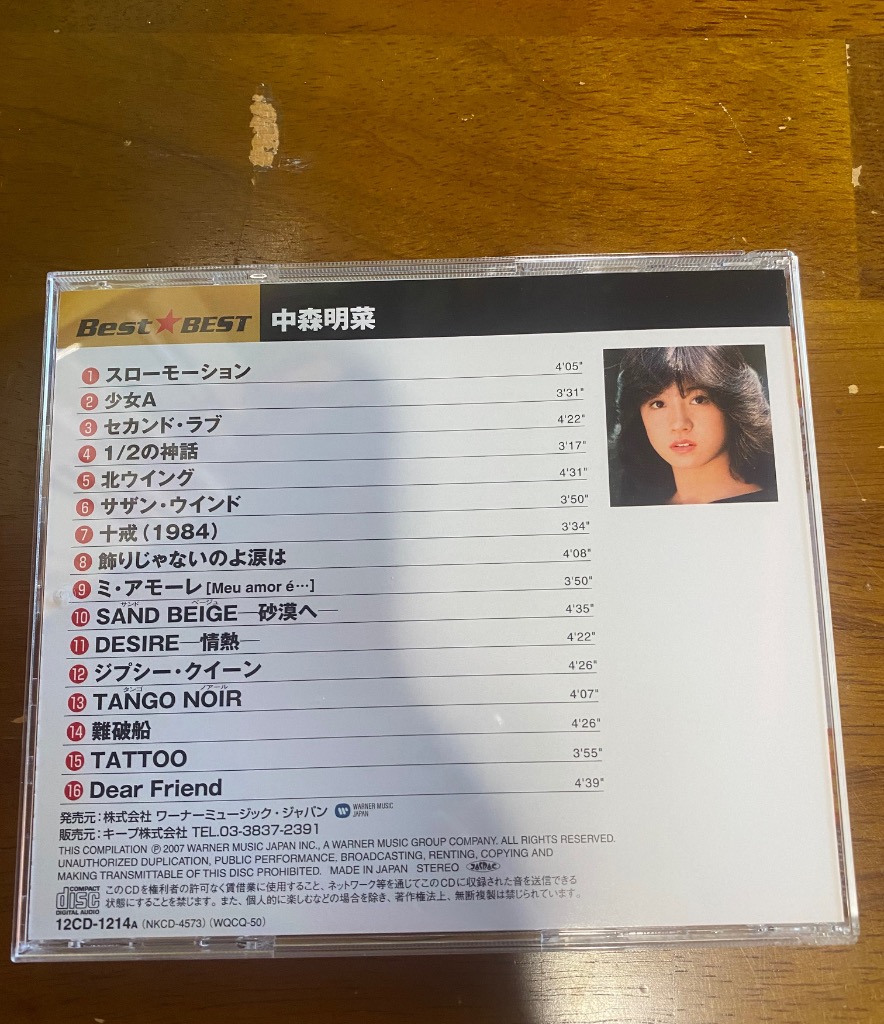 Best★BEST 中森明菜
1 スローモーション 4'05"
2 少女A 3'31"
3 セカンド・ラブ 4'22"
4 1/2の神話 3'17"
5 北ウイング 4'31"
6 サザン・ウインド 3'50"
7 十戒(1984) 3'34"
8 飾りじゃないのよ涙は 4'08"
9 ミ・アモーレ[Meu amor é…] 3'50"
サンド ベージュ
10 SAND BEIGE—砂漠へ— 4'35"
11 DESIRE—情熱— 4'22"
12 ジプシー・クイーン 4'26"
タンゴ ノアール
13 TANGO NOIR 4'07"
14 難破船 4'26"
15 TATTOO 3'55"
16 Dear Friend 4'39"
発売元:株式会社 ワーナーミュージック・ジャパン WARNER MUSIC JAPAN
販売元:キープ株式会社 TEL.03-3837-2391
THIS COMPILATION ℗ 2007 WARNER MUSIC JAPAN INC., A WARNER MUSIC GROUP COMPANY. ALL RIGHTS RESERVED.
UNAUTHORIZED DUPLICATION, PUBLIC PERFORMANCE, BROADCASTING, RENTING, COPYING AND
MAKING TRANSMITTABLE OF THIS DISC PROHIBITED. MADE IN JAPAN STEREO JASRAC
COMPACT disc DIGITAL AUDIO
このCDを権利者の許可なく賃借業に使用すること、ネットワーク等を通じてこのCDに収録された音を送信できる
状態にすることを禁じます。また、個人的に楽しむなどの場合を除き、著作権法上、無断複製は禁じられています。
12CD-1214A (NKCD-4573) (WQCQ-50)